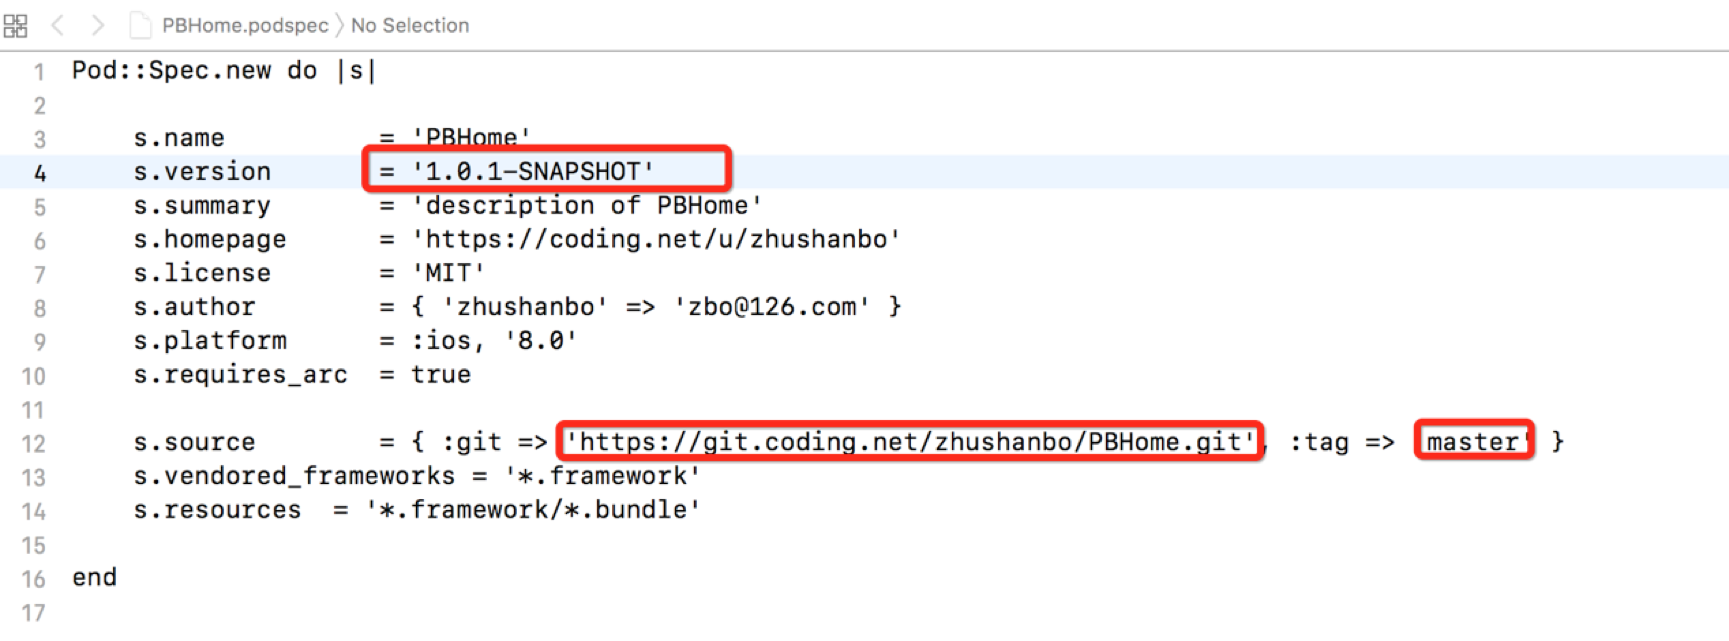 PBHome.podspec 〉 No Selection
1 Pod::Spec.new do |s|
2
3 s.name = 'PBHome'
4 s.version = '1.0.1-SNAPSHOT'
5 s.summary = 'description of PBHome'
6 s.homepage = 'https://coding.net/u/zhushanbo'
7 s.license = 'MIT'
8 s.author = { 'zhushanbo' => 'zbo@126.com' }
9 s.platform = :ios, '8.0'
10 s.requires_arc = true
11
12 s.source = { :git => 'https://git.coding.net/zhushanbo/PBHome.git', :tag => master' }
13 s.vendored_frameworks = '*.framework'
14 s.resources = '*.framework/*.bundle'
15
16 end
17